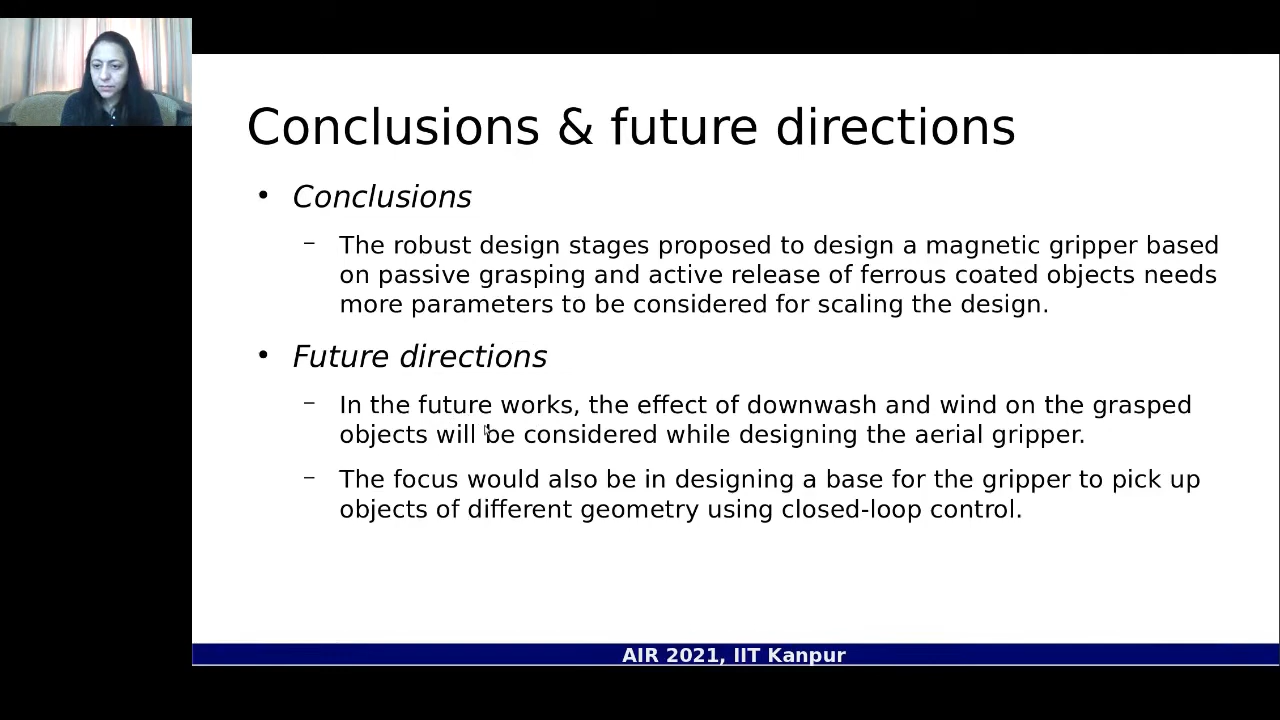 Conclusions & future directions
• Conclusions
– The robust design stages proposed to design a magnetic gripper based
on passive grasping and active release of ferrous coated objects needs
more parameters to be considered for scaling the design.
• Future directions
– In the future works, the effect of downwash and wind on the grasped
objects will be considered while designing the aerial gripper.
– The focus would also be in designing a base for the gripper to pick up
objects of different geometry using closed-loop control.
AIR 2021, IIT Kanpur